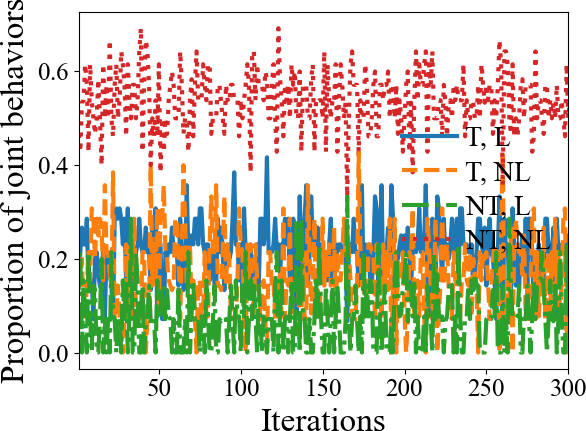 Proportion of joint behaviors
0.6
0.4
0.2
0.0
T, L
T, NL
NT, L
NT, NL
50
100
150
200
250
300
Iterations